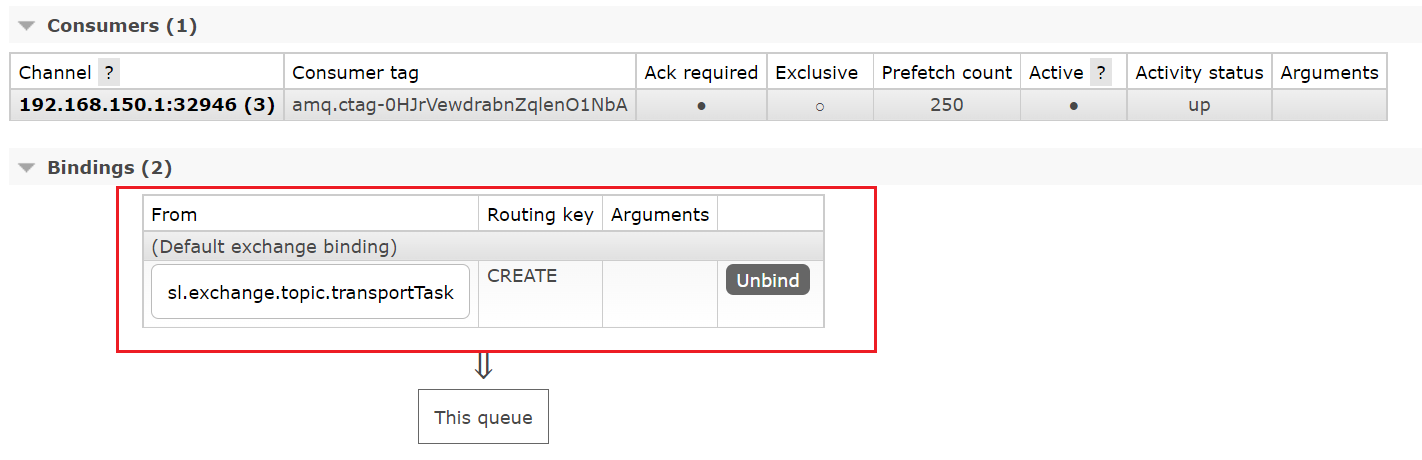 Consumers (1)
Channel ? Consumer tag Ack required Exclusive Prefetch count Active ? Activity status Arguments
192.168.150.1:32946 (3) amq.ctag-0HJrVewdrabnZqlenO1NbA ● ○ 250 ● up
Bindings (2)
From Routing key Arguments
(Default exchange binding)
sl.exchange.topic.transportTask CREATE Unbind
⇓
This queue